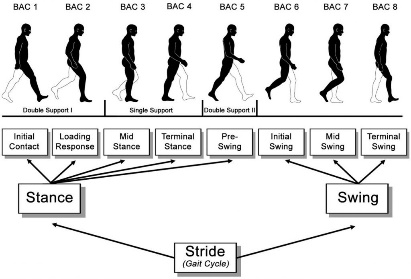 BAC 1 BAC 2 BAC 3 BAC 4 BAC 5 BAC 6 BAC 7 BAC 8
Double Support I Single Support Double Support II
Initial Contact
Loading Response
Mid Stance
Terminal Stance
Pre-Swing
Initial Swing
Mid Swing
Terminal Swing
Stance Swing
Stride
(Gait Cycle)